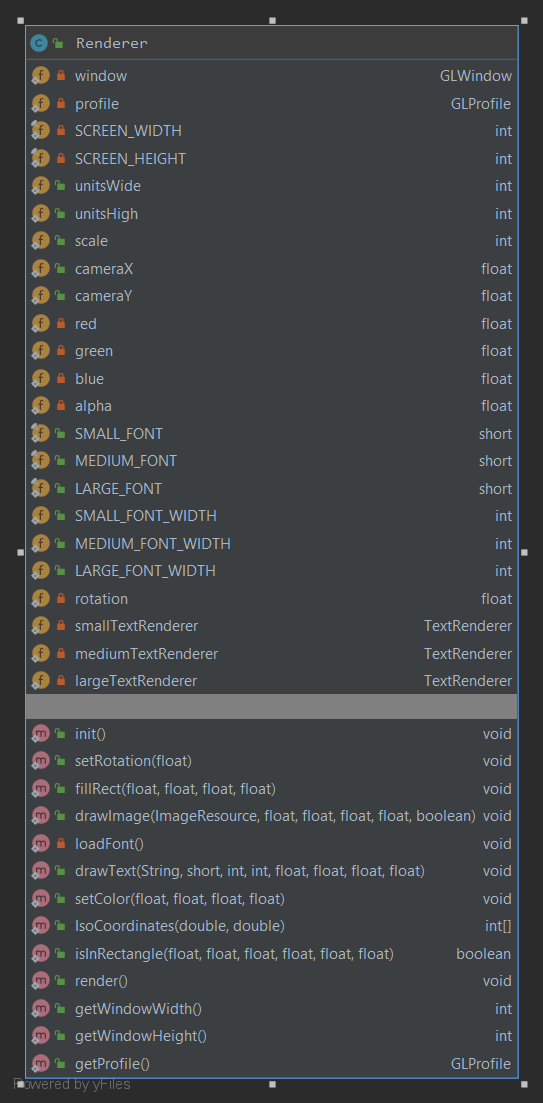 Renderer
window GLWindow
profile GLProfile
SCREEN_WIDTH int
SCREEN_HEIGHT int
unitsWide int
unitsHigh int
scale int
cameraX float
cameraY float
red float
green float
blue float
alpha float
SMALL_FONT short
MEDIUM_FONT short
LARGE_FONT short
SMALL_FONT_WIDTH int
MEDIUM_FONT_WIDTH int
LARGE_FONT_WIDTH int
rotation float
smallTextRenderer TextRenderer
mediumTextRenderer TextRenderer
largeTextRenderer TextRenderer
init() void
setRotation(float) void
fillRect(float, float, float, float) void
drawImage(ImageResource, float, float, float, float, boolean) void
loadFont() void
drawText(String, short, int, int, float, float, float, float) void
setColor(float, float, float, float) void
IsoCoordinates(double, double) int[]
isInRectangle(float, float, float, float, float, float) boolean
render() void
getWindowWidth() int
getWindowHeight() int
getProfile() GLProfile
Powered by yFiles